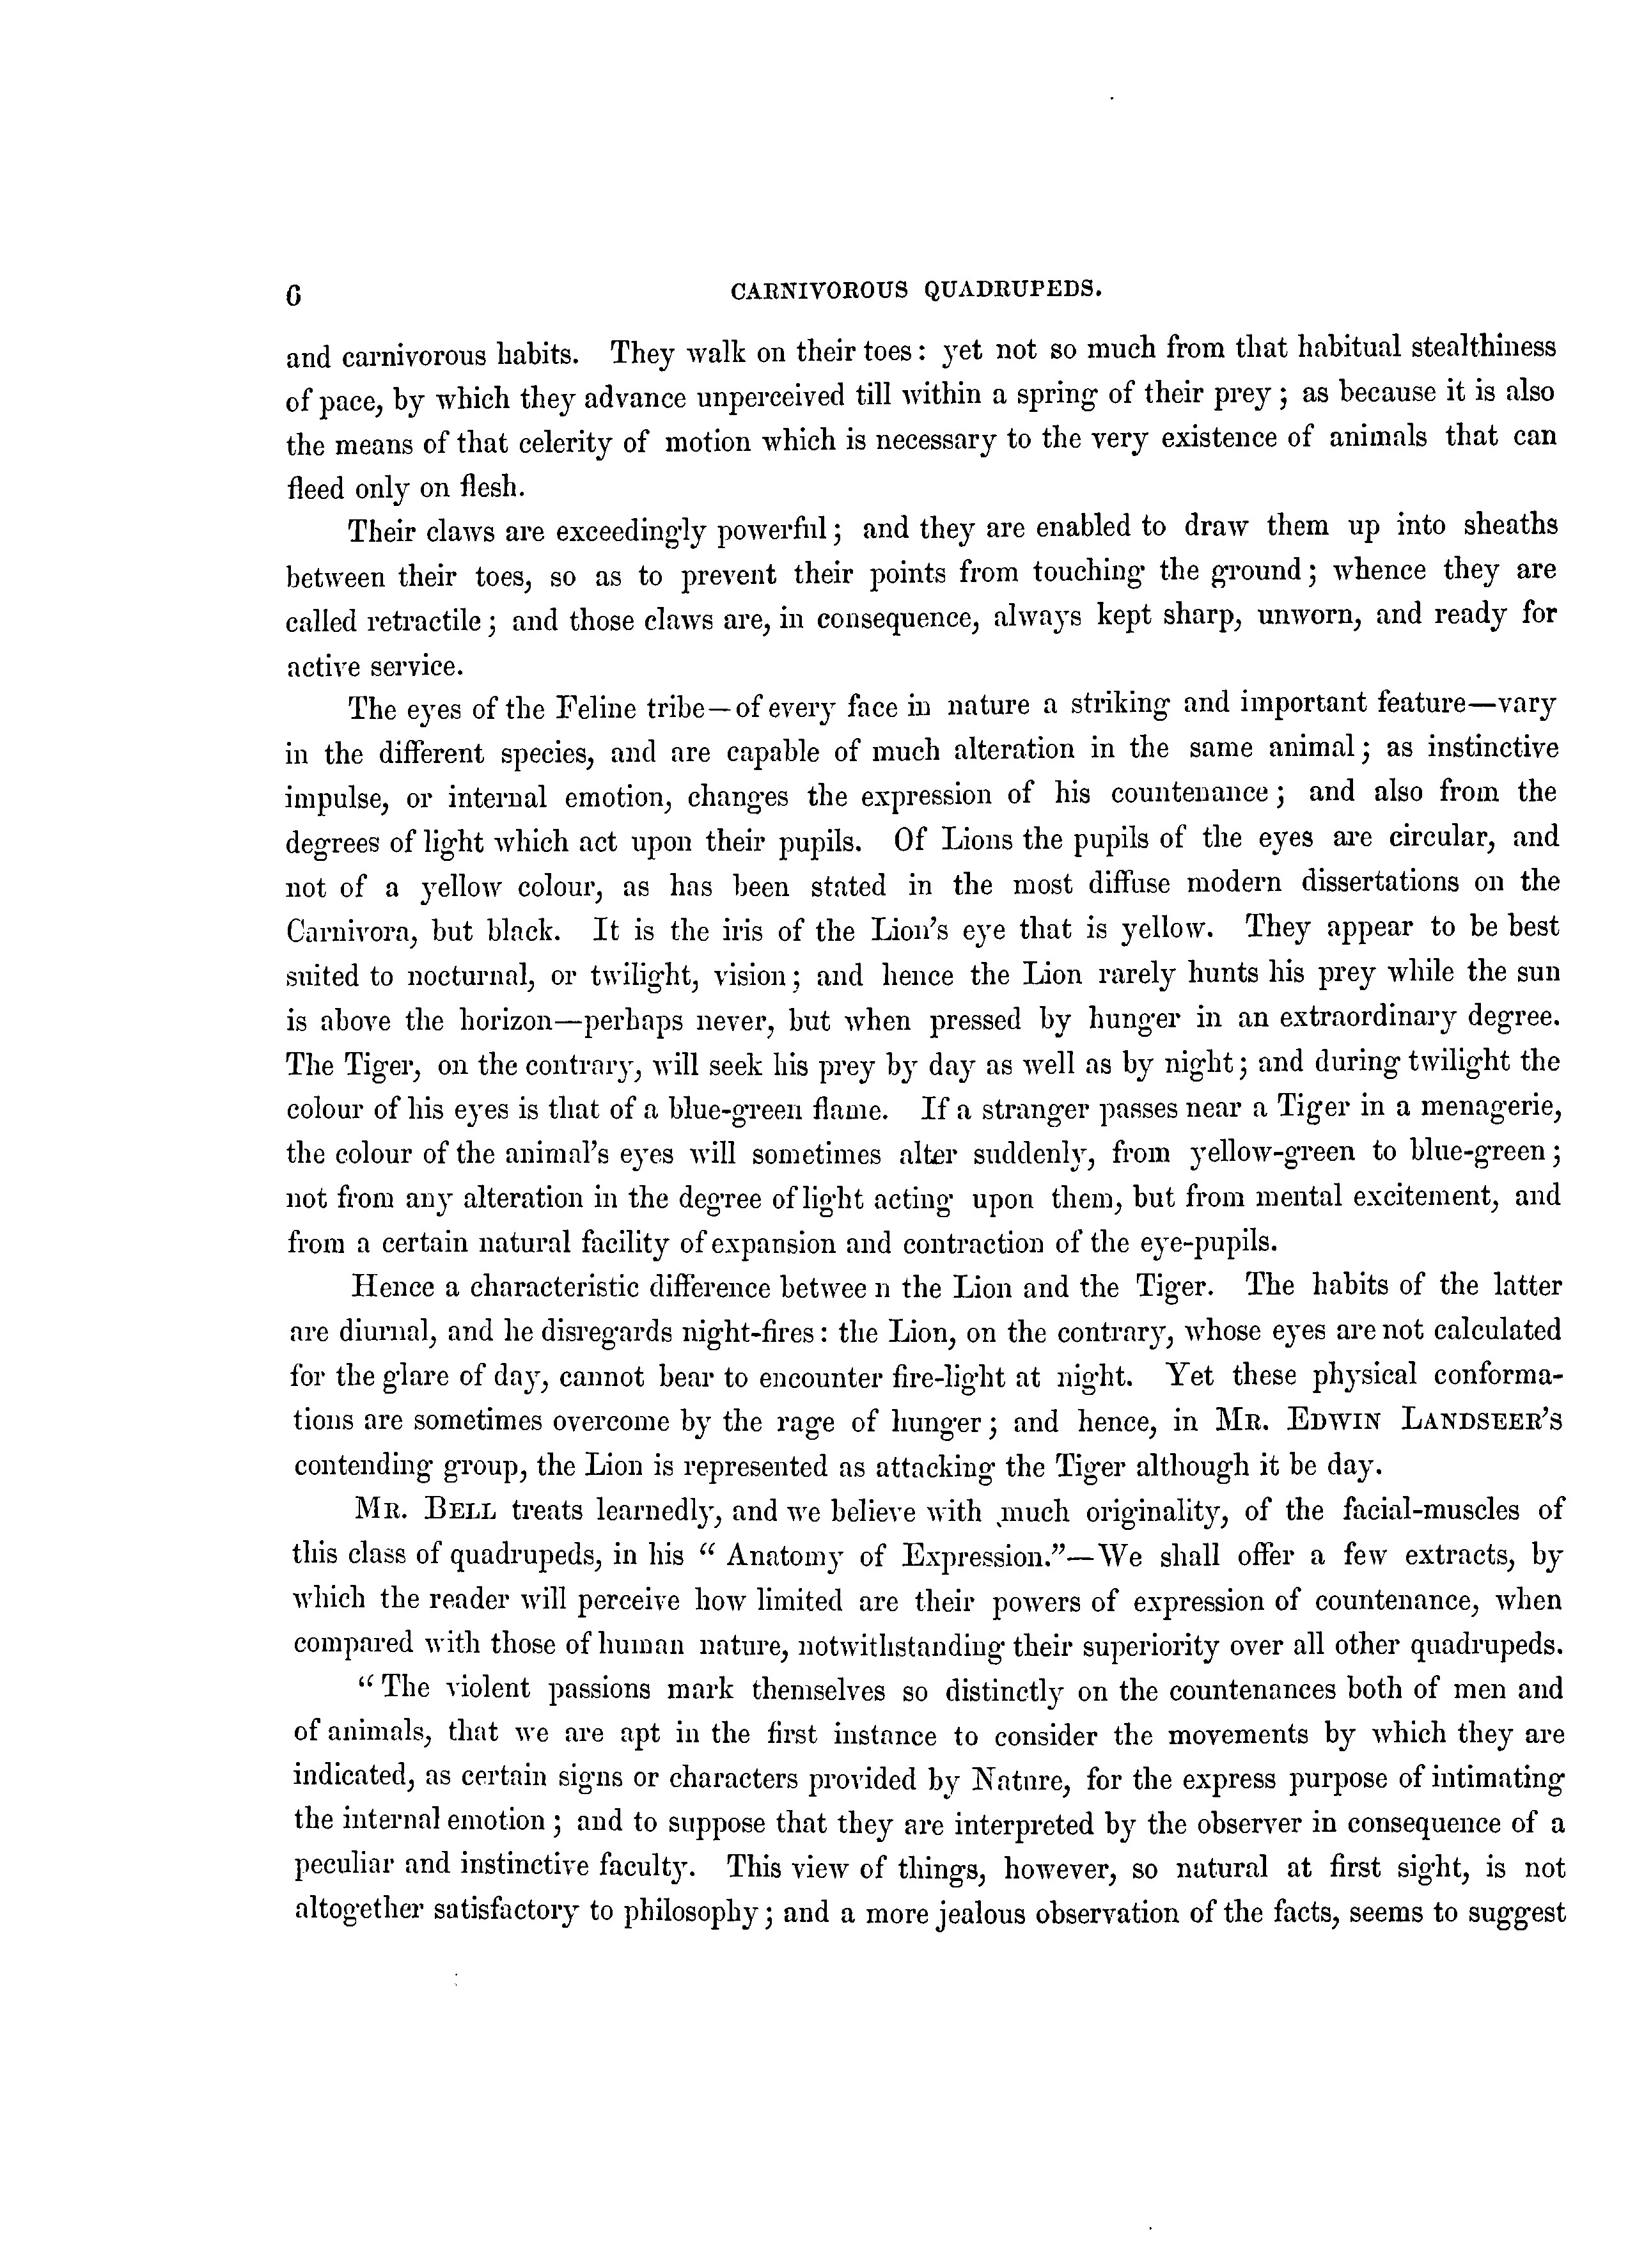 6 CARNIVOROUS QUADRUPEDS.
and carnivorous habits. They walk on their toes: yet not so much from that habitual stealthiness
of pace, by which they advance unperceived till within a spring of their prey; as because it is also
the means of that celerity of motion which is necessary to the very existence of animals that can
fleed only on flesh.
Their claws are exceedingly powerful; and they are enabled to draw them up into sheaths
between their toes, so as to prevent their points from touching the ground; whence they are
called retractile; and those claws are, in consequence, always kept sharp, unworn, and ready for
active service.
The eyes of the Feline tribe—of every face in nature a striking and important feature—vary
in the different species, and are capable of much alteration in the same animal; as instinctive
impulse, or internal emotion, changes the expression of his countenance; and also from the
degrees of light which act upon their pupils. Of Lions the pupils of the eyes are circular, and
not of a yellow colour, as has been stated in the most diffuse modern dissertations on the
Carnivora, but black. It is the iris of the Lion's eye that is yellow. They appear to be best
suited to nocturnal, or twilight, vision; and hence the Lion rarely hunts his prey while the sun
is above the horizon—perhaps never, but when pressed by hunger in an extraordinary degree.
The Tiger, on the contrary, will seek his prey by day as well as by night; and during twilight the
colour of his eyes is that of a blue-green flame. If a stranger passes near a Tiger in a menagerie,
the colour of the animal's eyes will sometimes alter suddenly, from yellow-green to blue-green;
not from any alteration in the degree of light acting upon them, but from mental excitement, and
from a certain natural facility of expansion and contraction of the eye-pupils.
Hence a characteristic difference betwee n the Lion and the Tiger. The habits of the latter
are diurnal, and he disregards night-fires: the Lion, on the contrary, whose eyes are not calculated
for the glare of day, cannot bear to encounter fire-light at night. Yet these physical conforma-
tions are sometimes overcome by the rage of hunger; and hence, in MR. EDWIN LANDSEER'S
contending group, the Lion is represented as attacking the Tiger although it be day.
MR. BELL treats learnedly, and we believe with much originality, of the facial-muscles of
this class of quadrupeds, in his "Anatomy of Expression."—We shall offer a few extracts, by
which the reader will perceive how limited are their powers of expression of countenance, when
compared with those of human nature, notwithstanding their superiority over all other quadrupeds.
"The violent passions mark themselves so distinctly on the countenances both of men and
of animals, that we are apt in the first instance to consider the movements by which they are
indicated, as certain signs or characters provided by Nature, for the express purpose of intimating
the internal emotion; and to suppose that they are interpreted by the observer in consequence of a
peculiar and instinctive faculty. This view of things, however, so natural at first sight, is not
altogether satisfactory to philosophy; and a more jealous observation of the facts, seems to suggest